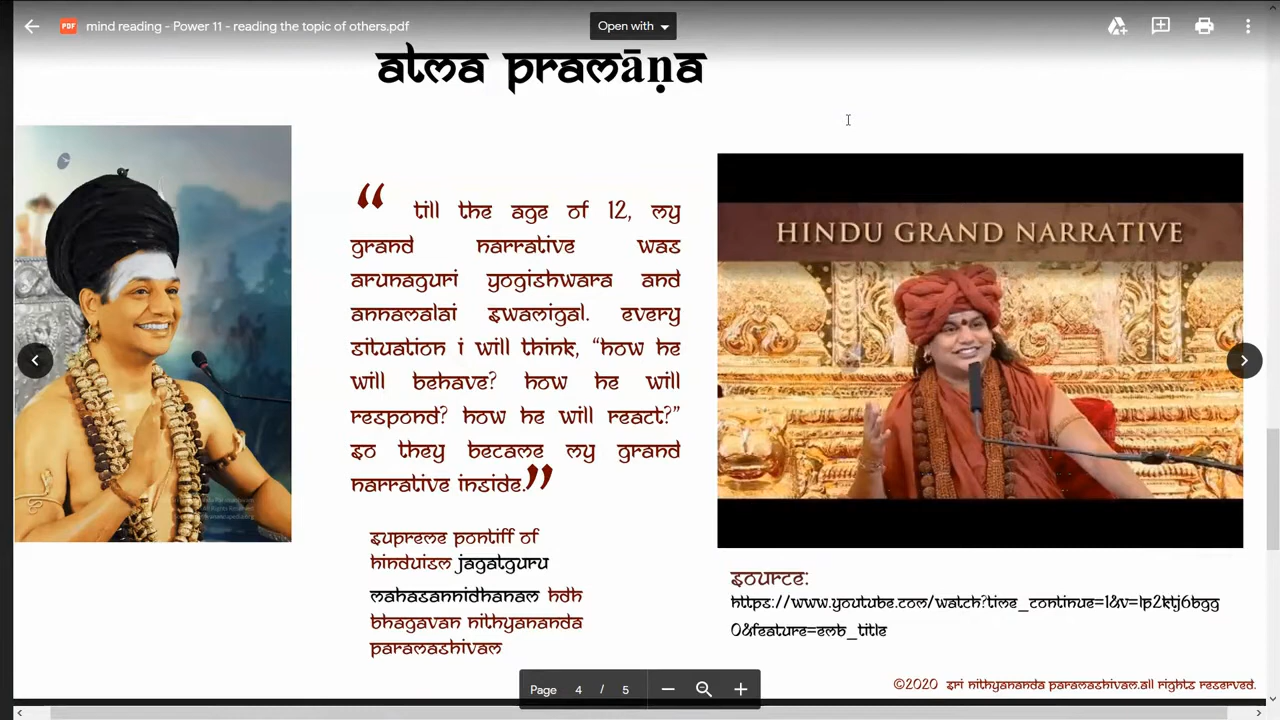 mind reading - Power 11 - reading the topic of others.pdf
Open with
atma pramāṇa
“ till the age of 12, my
grand narrative was
arunaguri yogishwara and
annamalai swamigal. every
situation i will think, “how he
will behave? how he will
respond? how he will react?”
so they became my grand
narrative inside.”
supreme pontiff of
hinduism jagatguru
mahasannidhanam hdh
bhagavan nithyananda
paramashivam
HINDU GRAND NARRATIVE
source:
https://www.youtube.com/watch?time_continue=1&v=lp2ktj6bgg
0&feature=emb_title
Page 4 / 5
©2020 sri nithyananda paramashivam.all rights reserved.